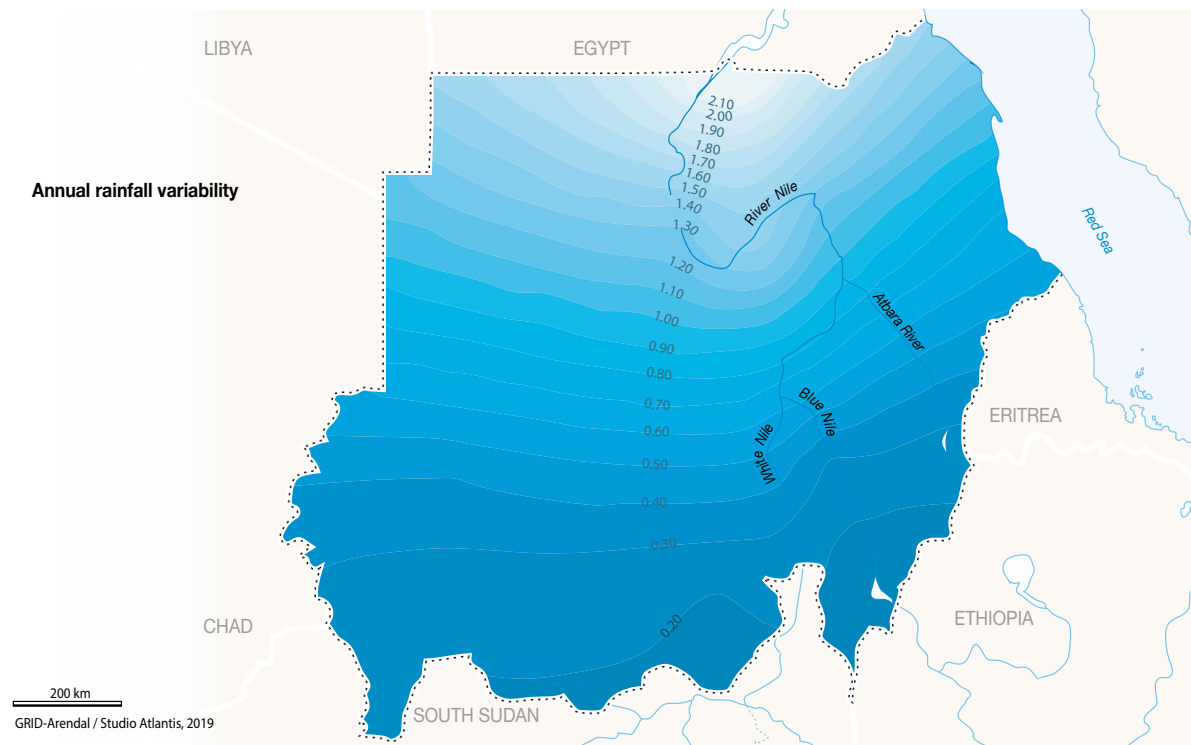 LIBYA
EGYPT
Annual rainfall variability
2.10
2.00
1.90
1.80
1.70
1.60
1.50
1.40
1.30
1.20
1.10
1.00
0.90
0.80
0.70
0.60
0.50
0.40
0.30
0.20
River Nile
Red Sea
Atbara River
Blue Nile
White Nile
ERITREA
ETHIOPIA
CHAD
SOUTH SUDAN
200 km
GRID-Arendal / Studio Atlantis, 2019